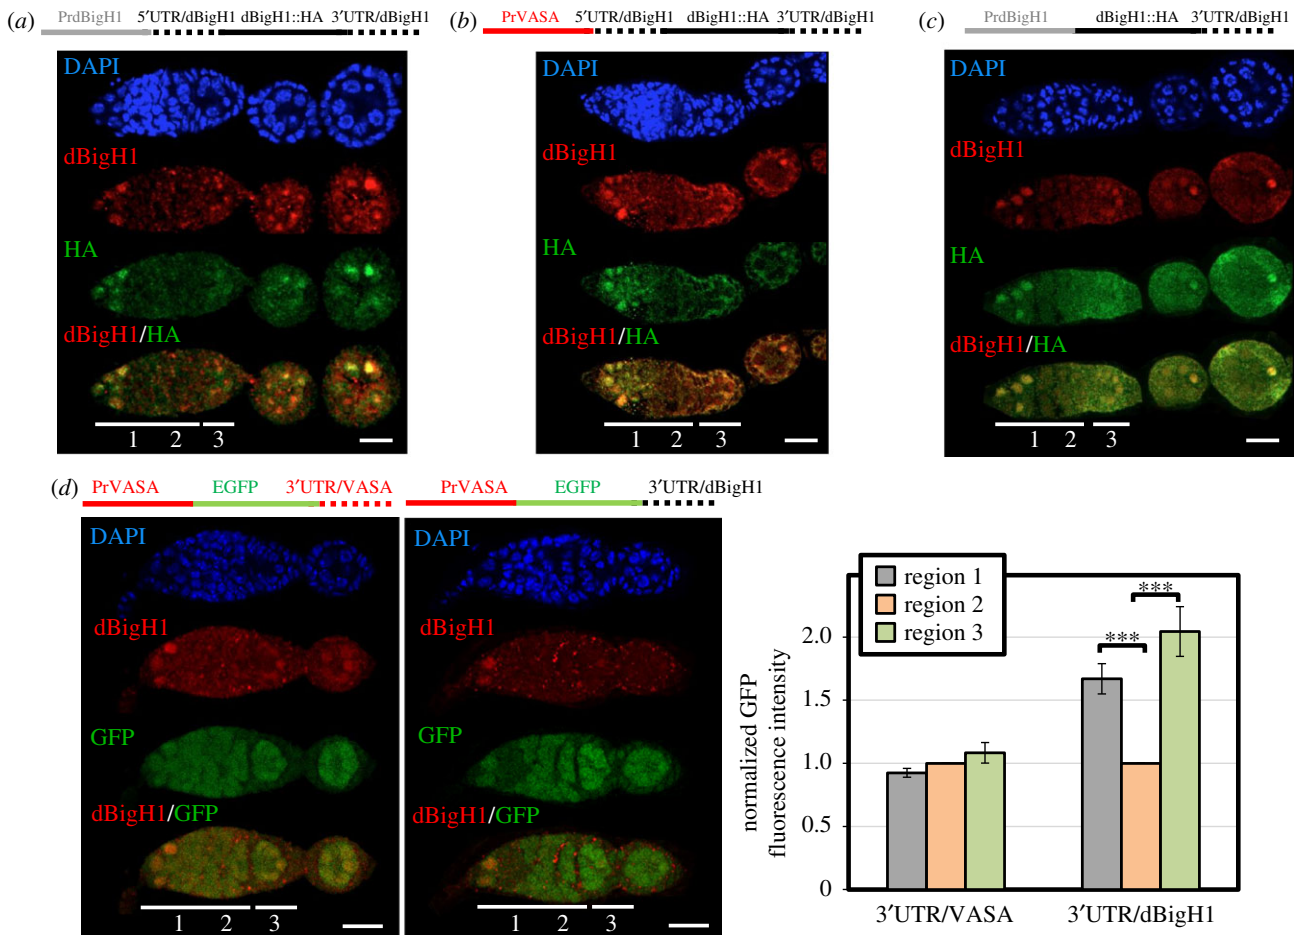 (a)
PrdBigH1 5′UTR/dBigH1 dBigH1::HA 3′UTR/dBigH1
DAPI
dBigH1
HA
dBigH1/HA
1 2 3
(b)
PrVASA 5′UTR/dBigH1 dBigH1::HA 3′UTR/dBigH1
DAPI
dBigH1
HA
dBigH1/HA
1 2 3
(c)
PrdBigH1 dBigH1::HA 3′UTR/dBigH1
DAPI
dBigH1
HA
dBigH1/HA
1 2 3
(d)
PrVASA EGFP 3′UTR/VASA
DAPI
dBigH1
GFP
dBigH1/GFP
1 2 3
PrVASA EGFP 3′UTR/dBigH1
DAPI
dBigH1
GFP
dBigH1/GFP
1 2 3
region 1
region 2
region 3
***
***
normalized GFP
fluorescence intensity
2.0
1.5
1.0
0.5
0
3′UTR/VASA 3′UTR/dBigH1